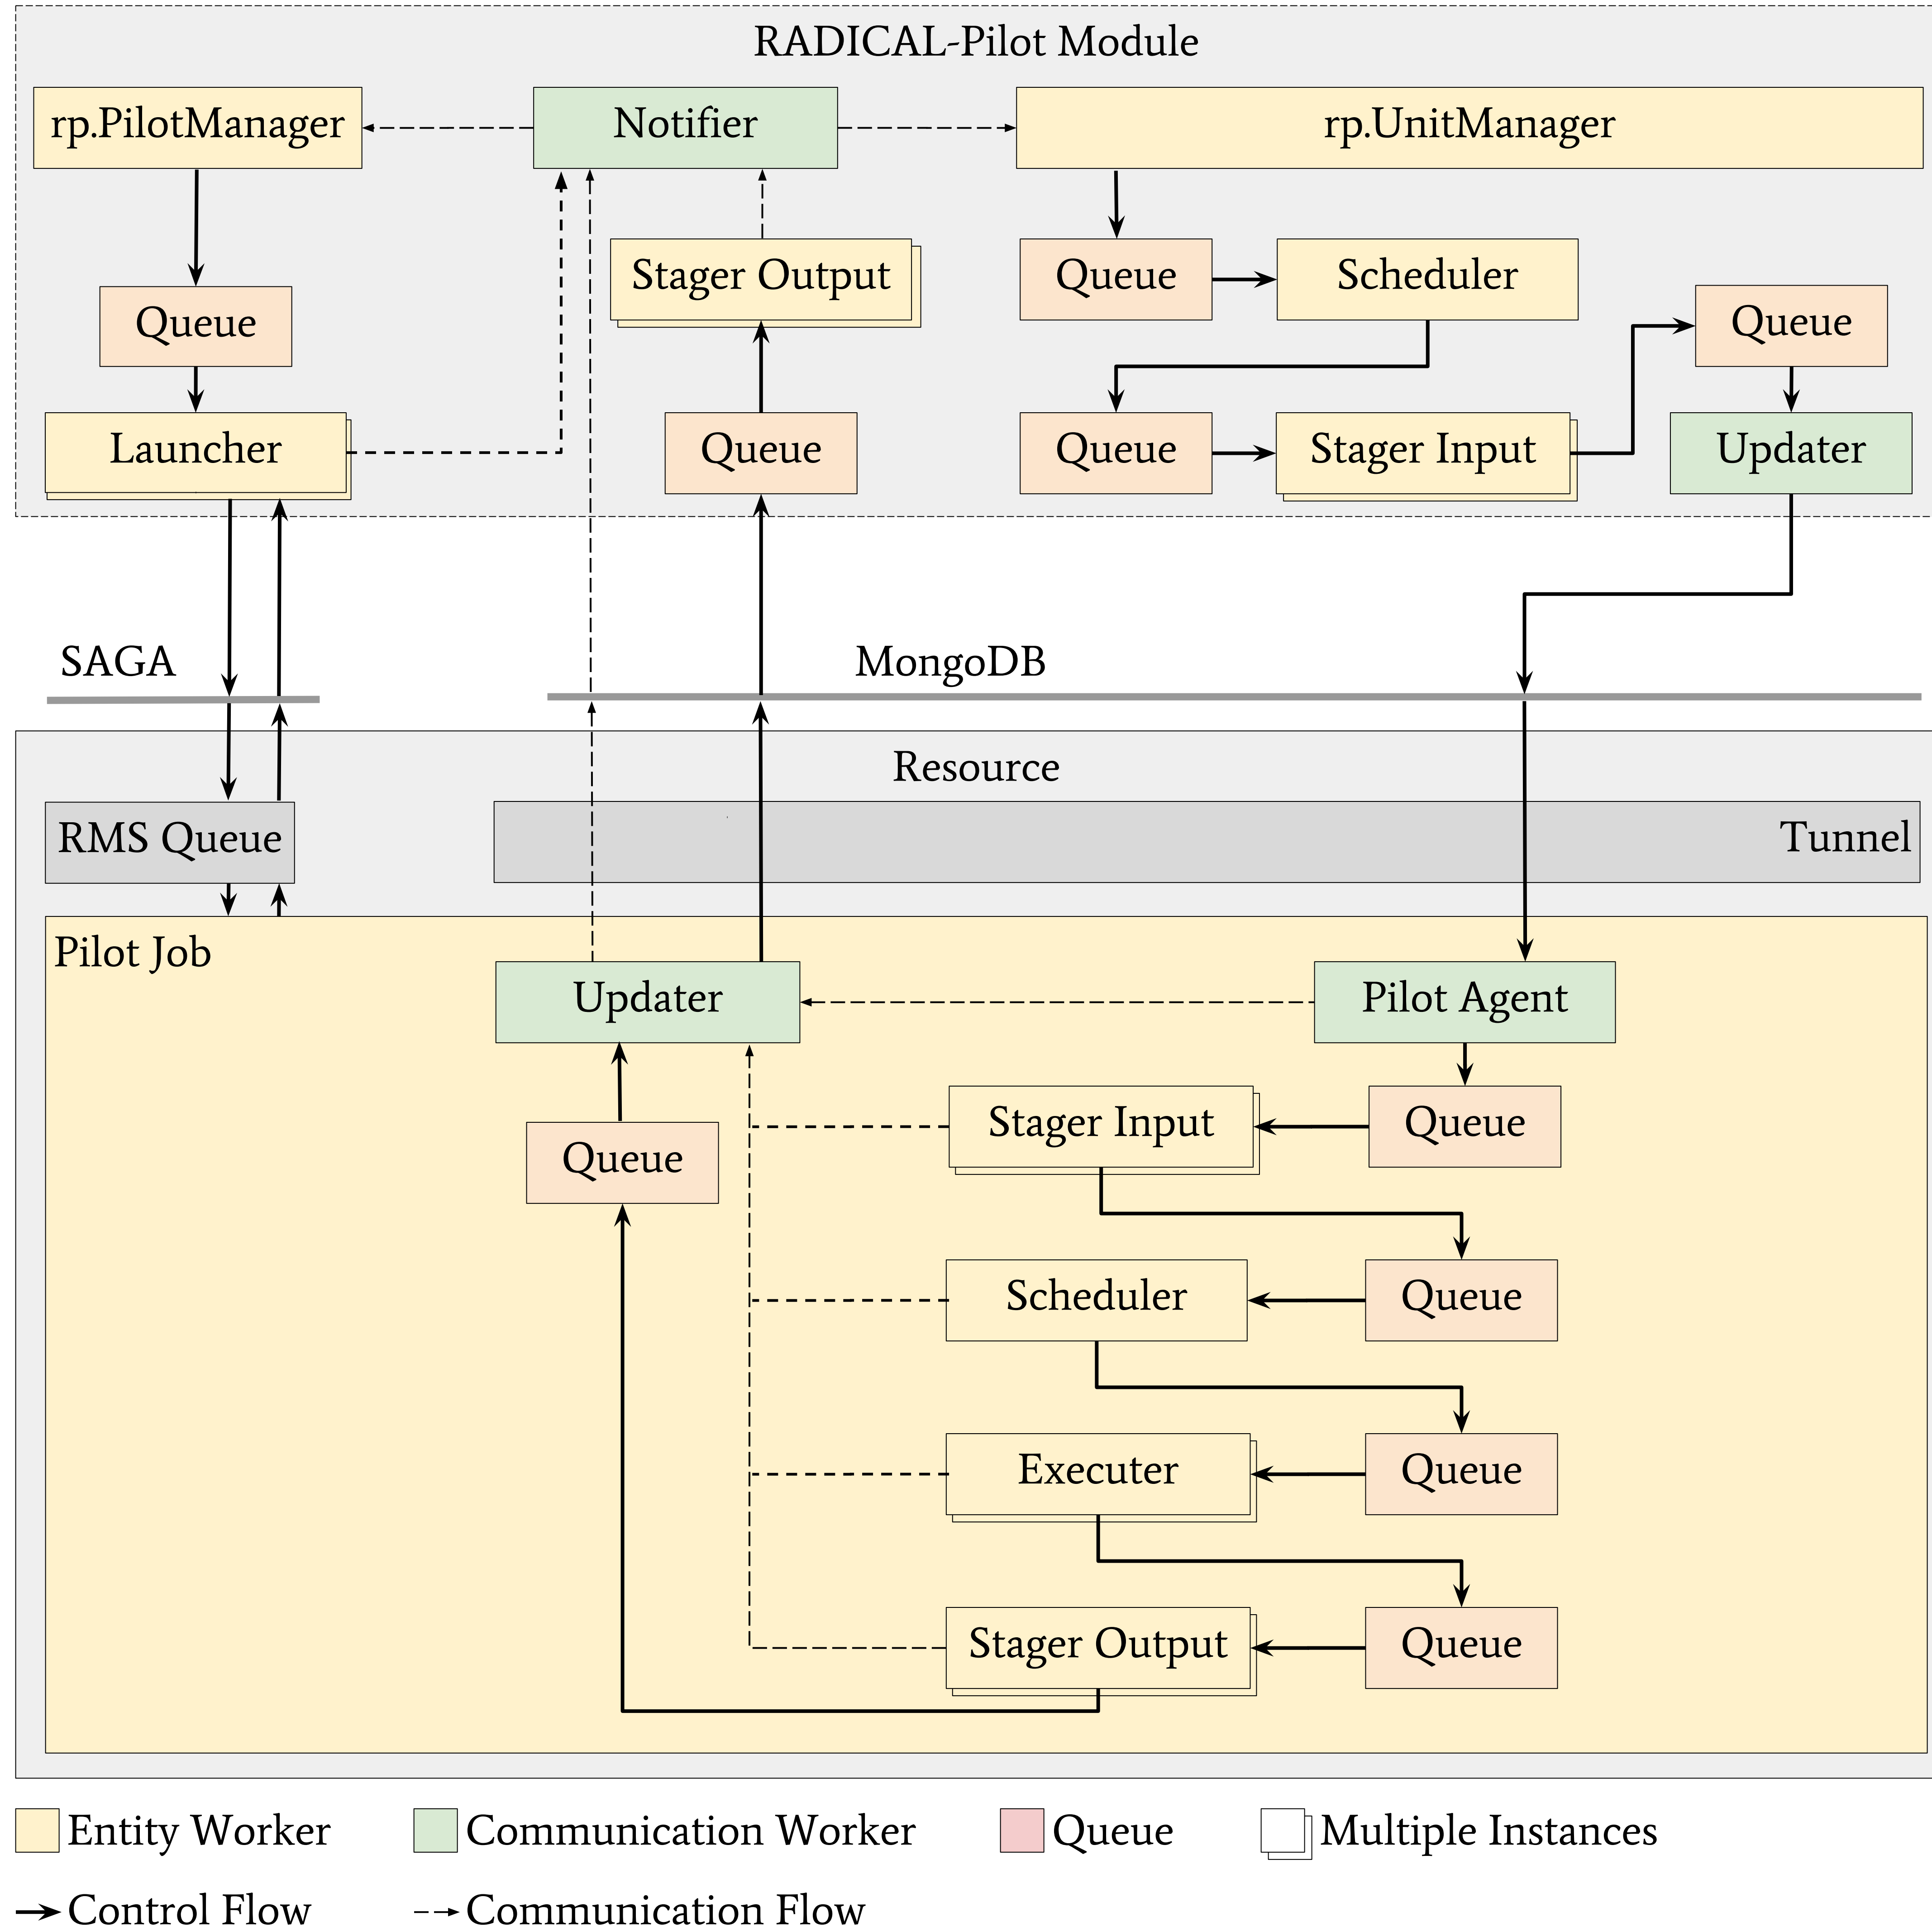 RADICAL-Pilot Module
rp.PilotManager
Notifier
rp.UnitManager
Stager Output
Queue
Scheduler
Queue
Queue
Launcher
Queue
Queue
Stager Input
Updater
SAGA
MongoDB
Resource
RMS Queue
Tunnel
Pilot Job
Updater
Pilot Agent
Stager Input
Queue
Queue
Scheduler
Queue
Executer
Queue
Stager Output
Queue
Entity Worker
Communication Worker
Queue
Multiple Instances
Control Flow
Communication Flow